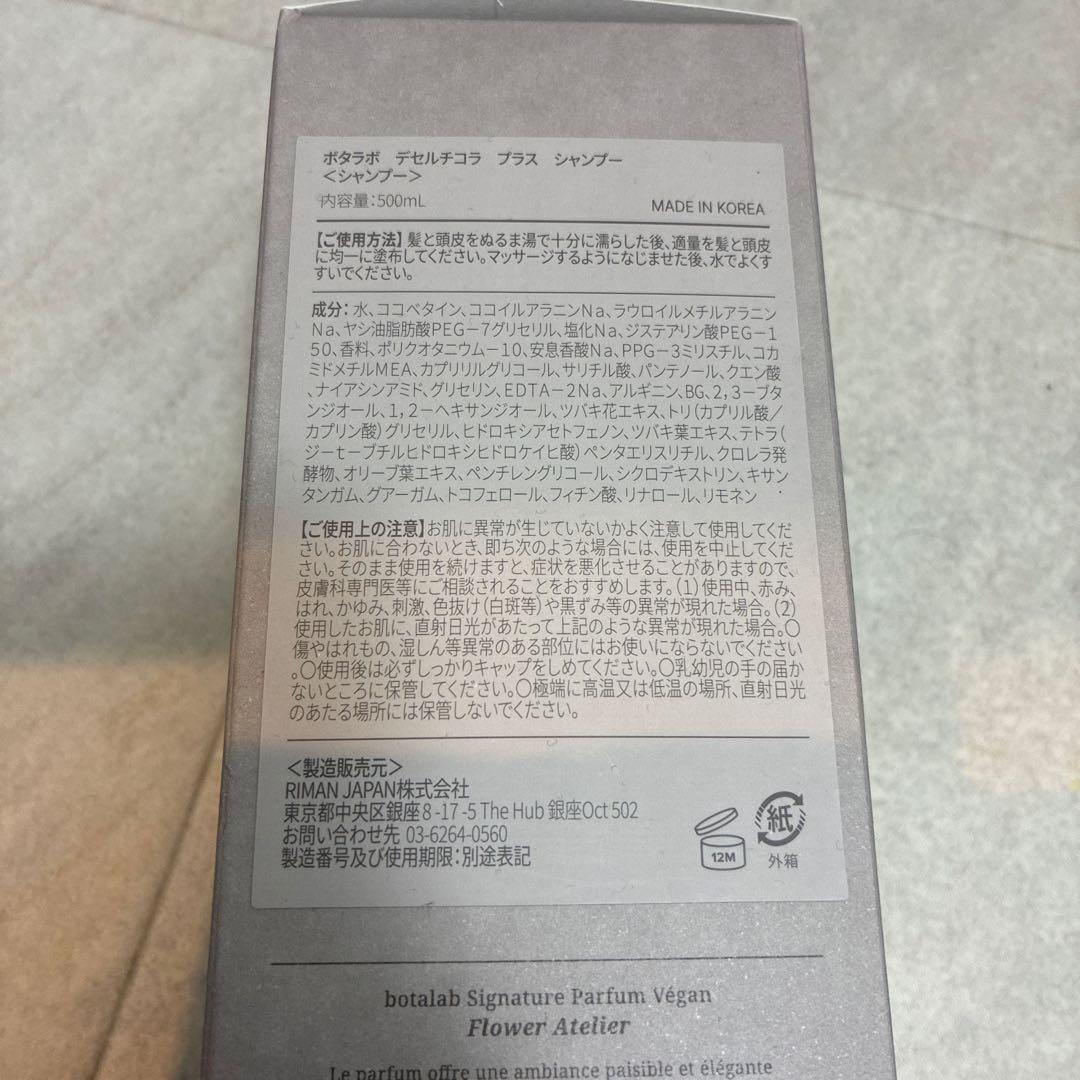 ボタラボ　デセルチコラ　プラス　シャンプー
＜シャンプー＞
内容量：500mL
MADE IN KOREA
【ご使用方法】髪と頭皮をぬるま湯で十分に濡らした後、適量を髪と頭皮
に均一に塗布してください。マッサージするようになじませた後、水でよくす
すいでください。
成分：水、ココベタイン、ココイルアラニンNa、ラウロイルメチルアラニン
Na、ヤシ油脂肪酸PEG－7グリセリル、塩化Na、ジステアリン酸PEG－1
50、香料、ポリクオタニウム－10、安息香酸Na、PPG－3ミリスチル、コカ
ミドメチルMEA、カプリリルグリコール、サリチル酸、パンテノール、クエン酸
、ナイアシンアミド、グリセリン、EDTA－2Na、アルギニン、BG、2，3－ブタ
ンジオール、1，2－ヘキサンジオール、ツバキ花エキス、トリ（カプリル酸／
カプリン酸）グリセリル、ヒドロキシアセトフェノン、ツバキ葉エキス、テトラ（
ジ－t－ブチルヒドロキシヒドロケイヒ酸）ペンタエリスリチル、クロレラ発
酵物、オリーブ葉エキス、ペンチレングリコール、シクロデキストリン、キサン
タンガム、グアーガム、トコフェロール、フィチン酸、リナロール、リモネン
【ご使用上の注意】お肌に異常が生じていないかよく注意して使用してくだ
さい。お肌に合わないとき、即ち次のような場合には、使用を中止してくだ
さい。そのまま使用を続けますと、症状を悪化させることがありますので、
皮膚科専門医等にご相談されることをおすすめします。（1）使用中、赤み、
はれ、かゆみ、刺激、色抜け（白斑等）や黒ずみ等の異常が現れた場合。（2）
使用したお肌に、直射日光があたって上記のような異常が現れた場合。〇
傷やはれもの、湿しん等異常のある部位にはお使いにならないでください
。〇使用後は必ずしっかりキャップをしめてください。〇乳幼児の手の届か
ないところに保管してください。〇極端に高温又は低温の場所、直射日光
のあたる場所には保管しないでください。
＜製造販売元＞
RIMAN JAPAN株式会社
東京都中央区銀座8-17-5 The Hub 銀座Oct 502
お問い合わせ先 03-6264-0560
製造番号及び使用期限：別途表記
12M
紙
外箱
botalab Signature Parfum Végan
Flower Atelier
Le parfum offre une ambiance paisible et élégante